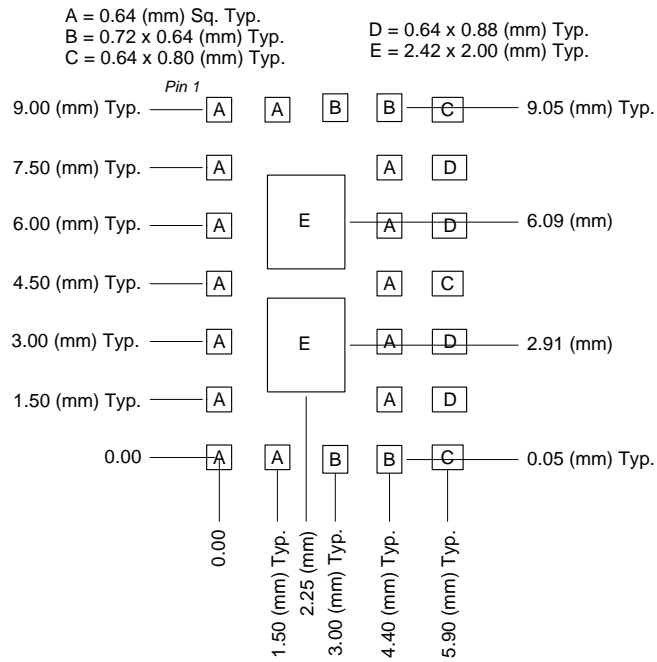 A = 0.64 (mm) Sq. Typ.
B = 0.72 x 0.64 (mm) Typ.
C = 0.64 x 0.80 (mm) Typ.
D = 0.64 x 0.88 (mm) Typ.
E = 2.42 x 2.00 (mm) Typ.
Pin 1
9.00 (mm) Typ. A A B B C 9.05 (mm) Typ.
7.50 (mm) Typ. A A D
6.00 (mm) Typ. A E A D 6.09 (mm)
4.50 (mm) Typ. A A C
3.00 (mm) Typ. A E A D 2.91 (mm)
1.50 (mm) Typ. A A D
0.00 A A B B C 0.05 (mm) Typ.
0.00
1.50 (mm) Typ.
2.25 (mm)
3.00 (mm) Typ.
4.40 (mm) Typ.
5.90 (mm) Typ.